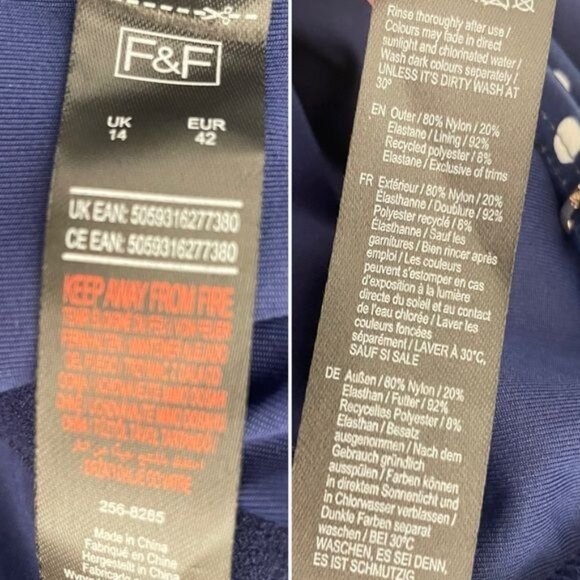 F&F
UK EUR
14 42
UK EAN: 5059316277380
CE EAN: 5059316277380
KEEP AWAY FROM FIRE
256-8285
Made in China
Fabriqué en Chine
Hergestellt in China
Fabricado
Rinse thoroughly after use /
Colours may fade in direct
sunlight and chlorinated water /
Wash dark colours separately /
UNLESS IT'S DIRTY WASH AT
30°
EN Outer / 80% Nylon / 20%
Elastane / Lining / 92%
Recycled polyester / 8%
Elastane / Exclusive of trims
FR Extérieur / 80% Nylon / 20%
Élasthanne / Doublure / 92%
Polyester recyclé / 8%
Élasthanne / Sauf les
garnitures / Bien rincer après
emploi / Les couleurs
peuvent s'estomper en cas
d'exposition à la lumière
directe du soleil et au contact
de l'eau chlorée / Laver les
couleurs foncées
séparément / LAVER À 30°C,
SAUF SI SALE
DE Außen / 80% Nylon / 20%
Elasthan / Futter / 92%
Recycelltes Polyester / 8%
Elasthan / Besatz
ausgenommen / Nach dem
Gebrauch gründlich
ausspülen / Farben können
in direktem Sonnenlicht und
in Chlorwasser verblassen /
Dunkle Farben separat
waschen / BEI 30°C
WASCHEN, ES SEI DENN,
ES IST SCHMUTZIG